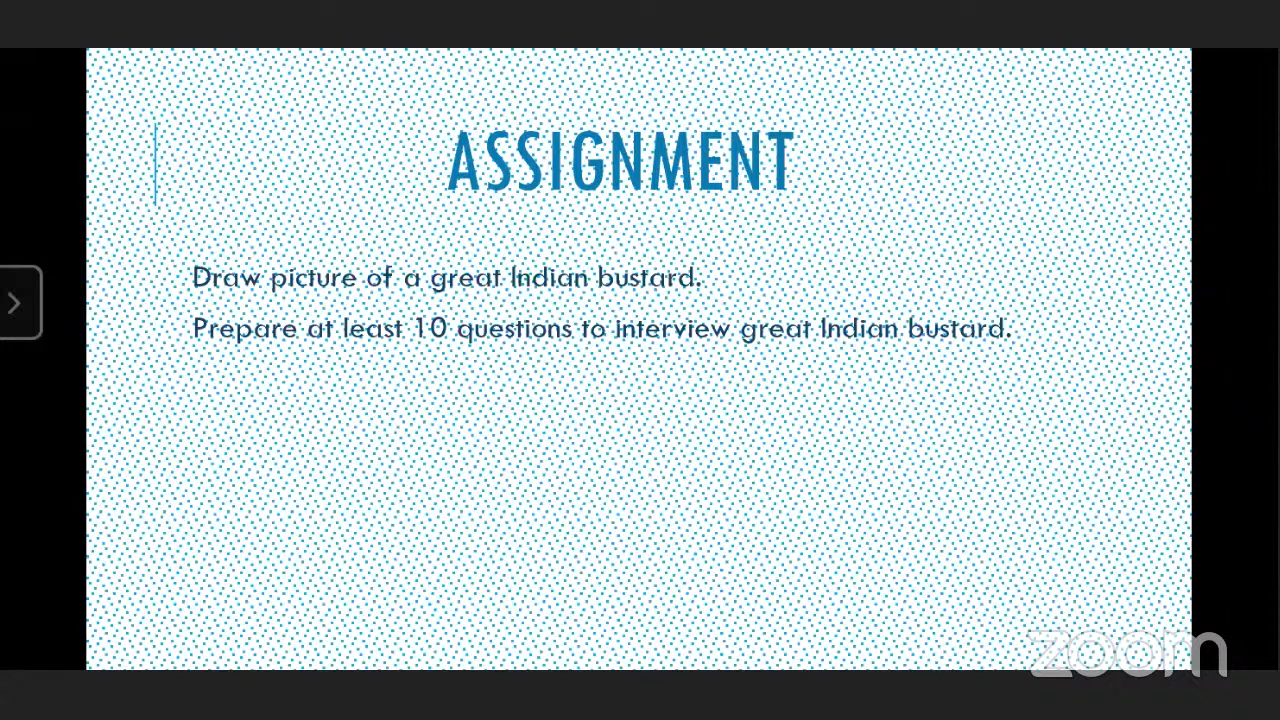 ASSIGNMENT
Draw picture of a great Indian bustard.
Prepare at least 10 questions to interview great Indian bustard.
zoom